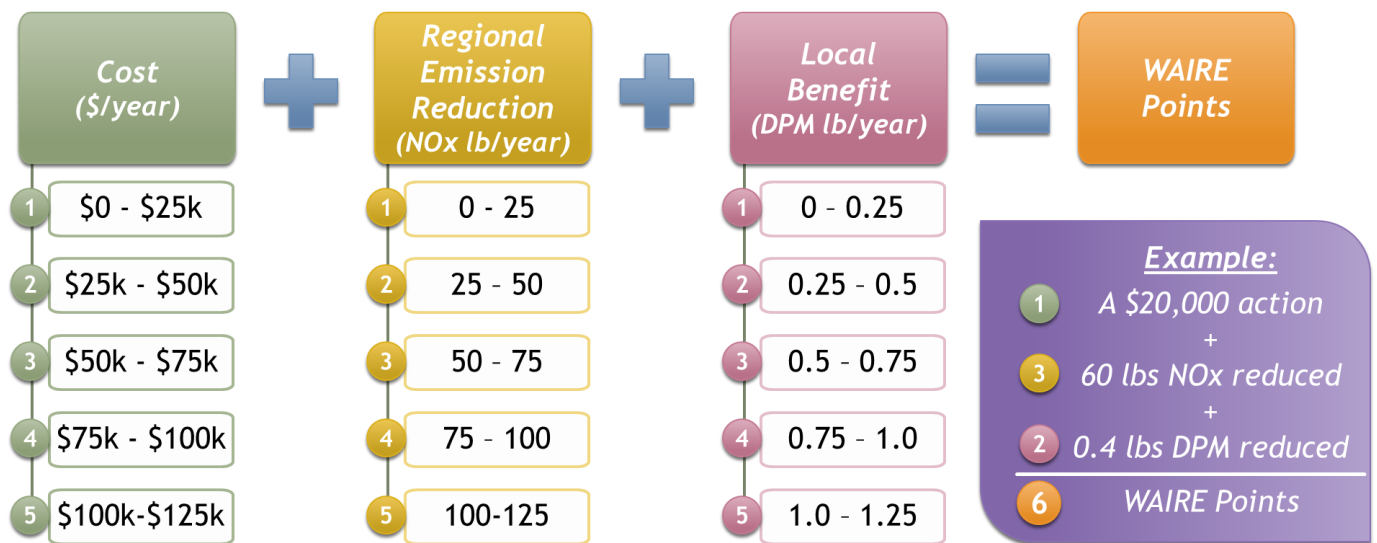 Cost
($/year)
1 $0 - $25k
2 $25k - $50k
3 $50k - $75k
4 $75k - $100k
5 $100k-$125k
Regional
Emission
Reduction
(NOx lb/year)
1 0 - 25
2 25 – 50
3 50 – 75
4 75 – 100
5 100-125
Local
Benefit
(DPM lb/year)
1 0 – 0.25
2 0.25 – 0.5
3 0.5 – 0.75
4 0.75 – 1.0
5 1.0 – 1.25
WAIRE
Points
Example:
1 A $20,000 action
+
3 60 lbs NOx reduced
+
2 0.4 lbs DPM reduced
6 WAIRE Points